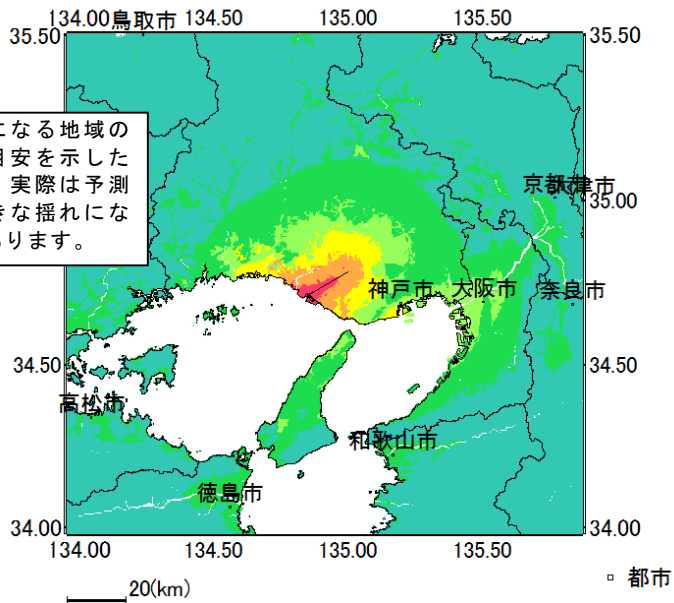 134.00 鳥取市 134.50 135.00 135.50
35.50 35.50
になる地域の
目安を示した
実際は予測
きな揺れにな
ります。
京都市 大津市
35.00
神戸市 大阪市 奈良市
34.50 34.50
高松市
和歌山市
徳島市
34.00 34.00
134.00 134.50 135.00 135.50
都市
20(km)